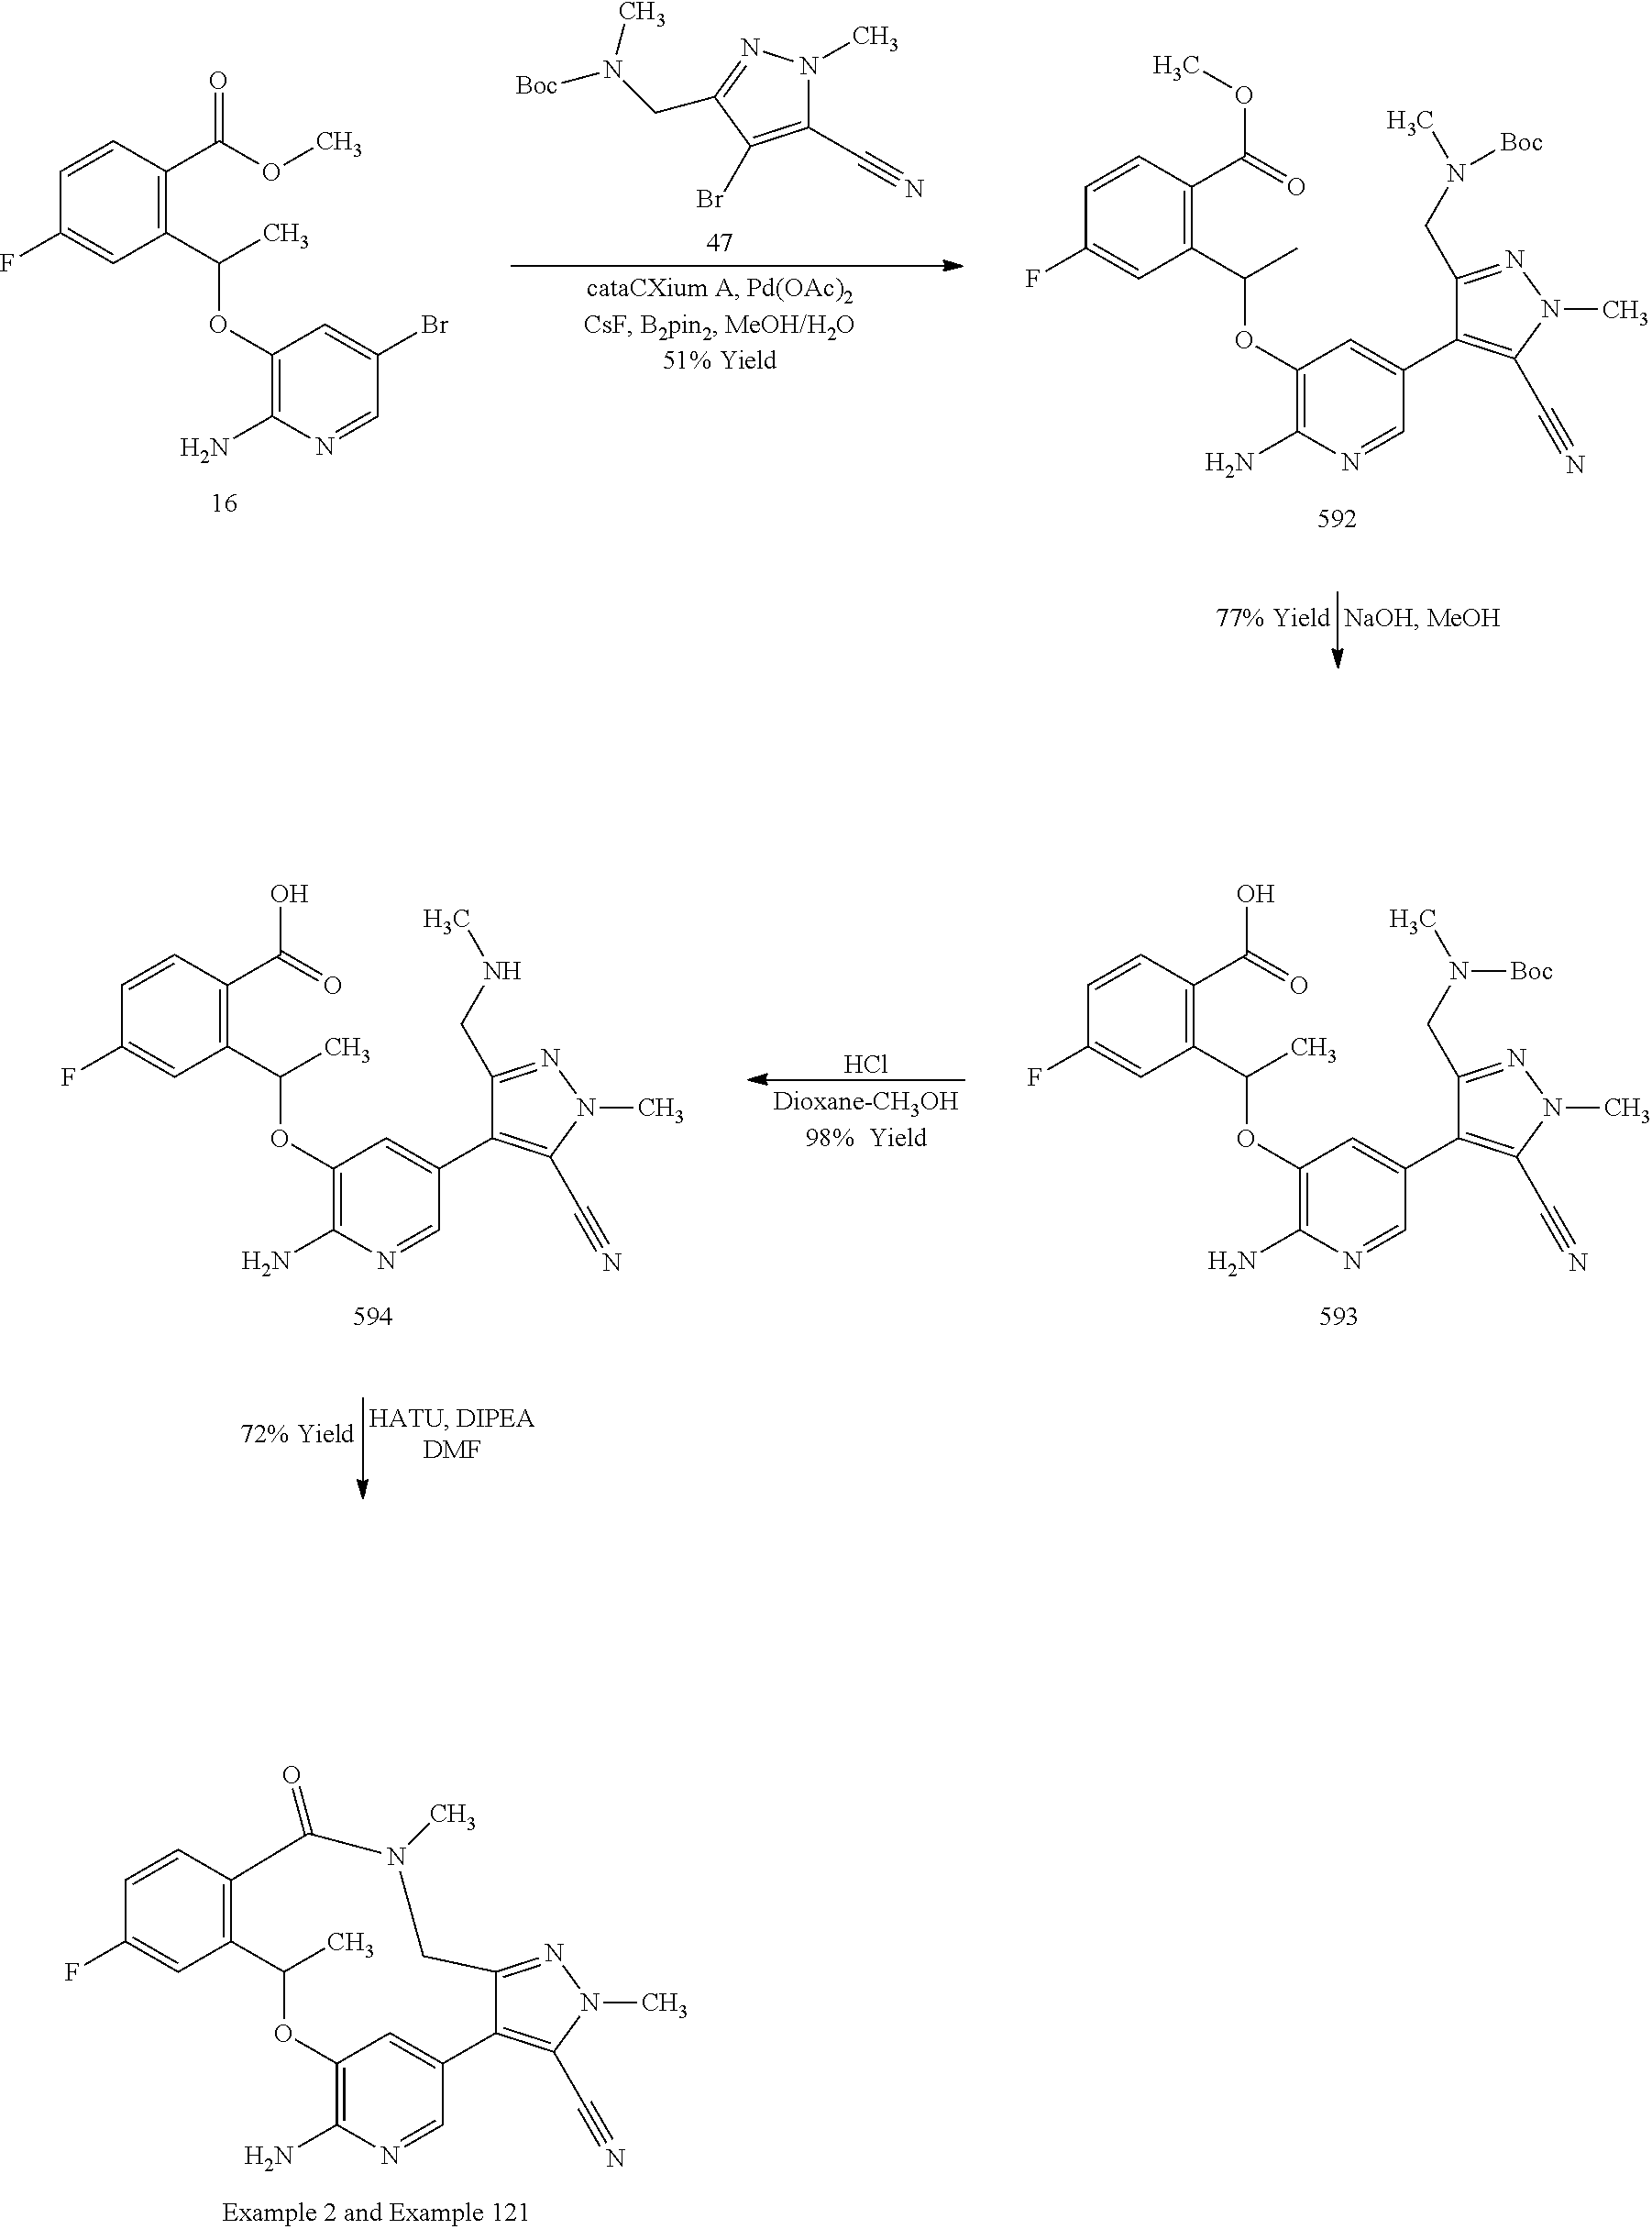 O
O
CH3
CH3
F
O
Br
H2N
N
16
CH3
N
Boc
N
N
CH3
Br
N
47
cataCXium A, Pd(OAc)2
CsF, B2pin2, MeOH/H2O
51% Yield
H3C
O
O
H3C
N
Boc
F
N
N
CH3
O
H2N
N
N
592
77% Yield
NaOH, MeOH
OH
O
H3C
NH
CH3
F
N
N
CH3
O
H2N
N
N
594
HCl
Dioxane-CH3OH
98% Yield
OH
O
H3C
N
Boc
CH3
F
N
N
CH3
O
H2N
N
N
593
72% Yield
HATU, DIPEA
DMF
O
CH3
N
CH3
F
N
N
CH3
O
H2N
N
N
Example 2 and Example 121